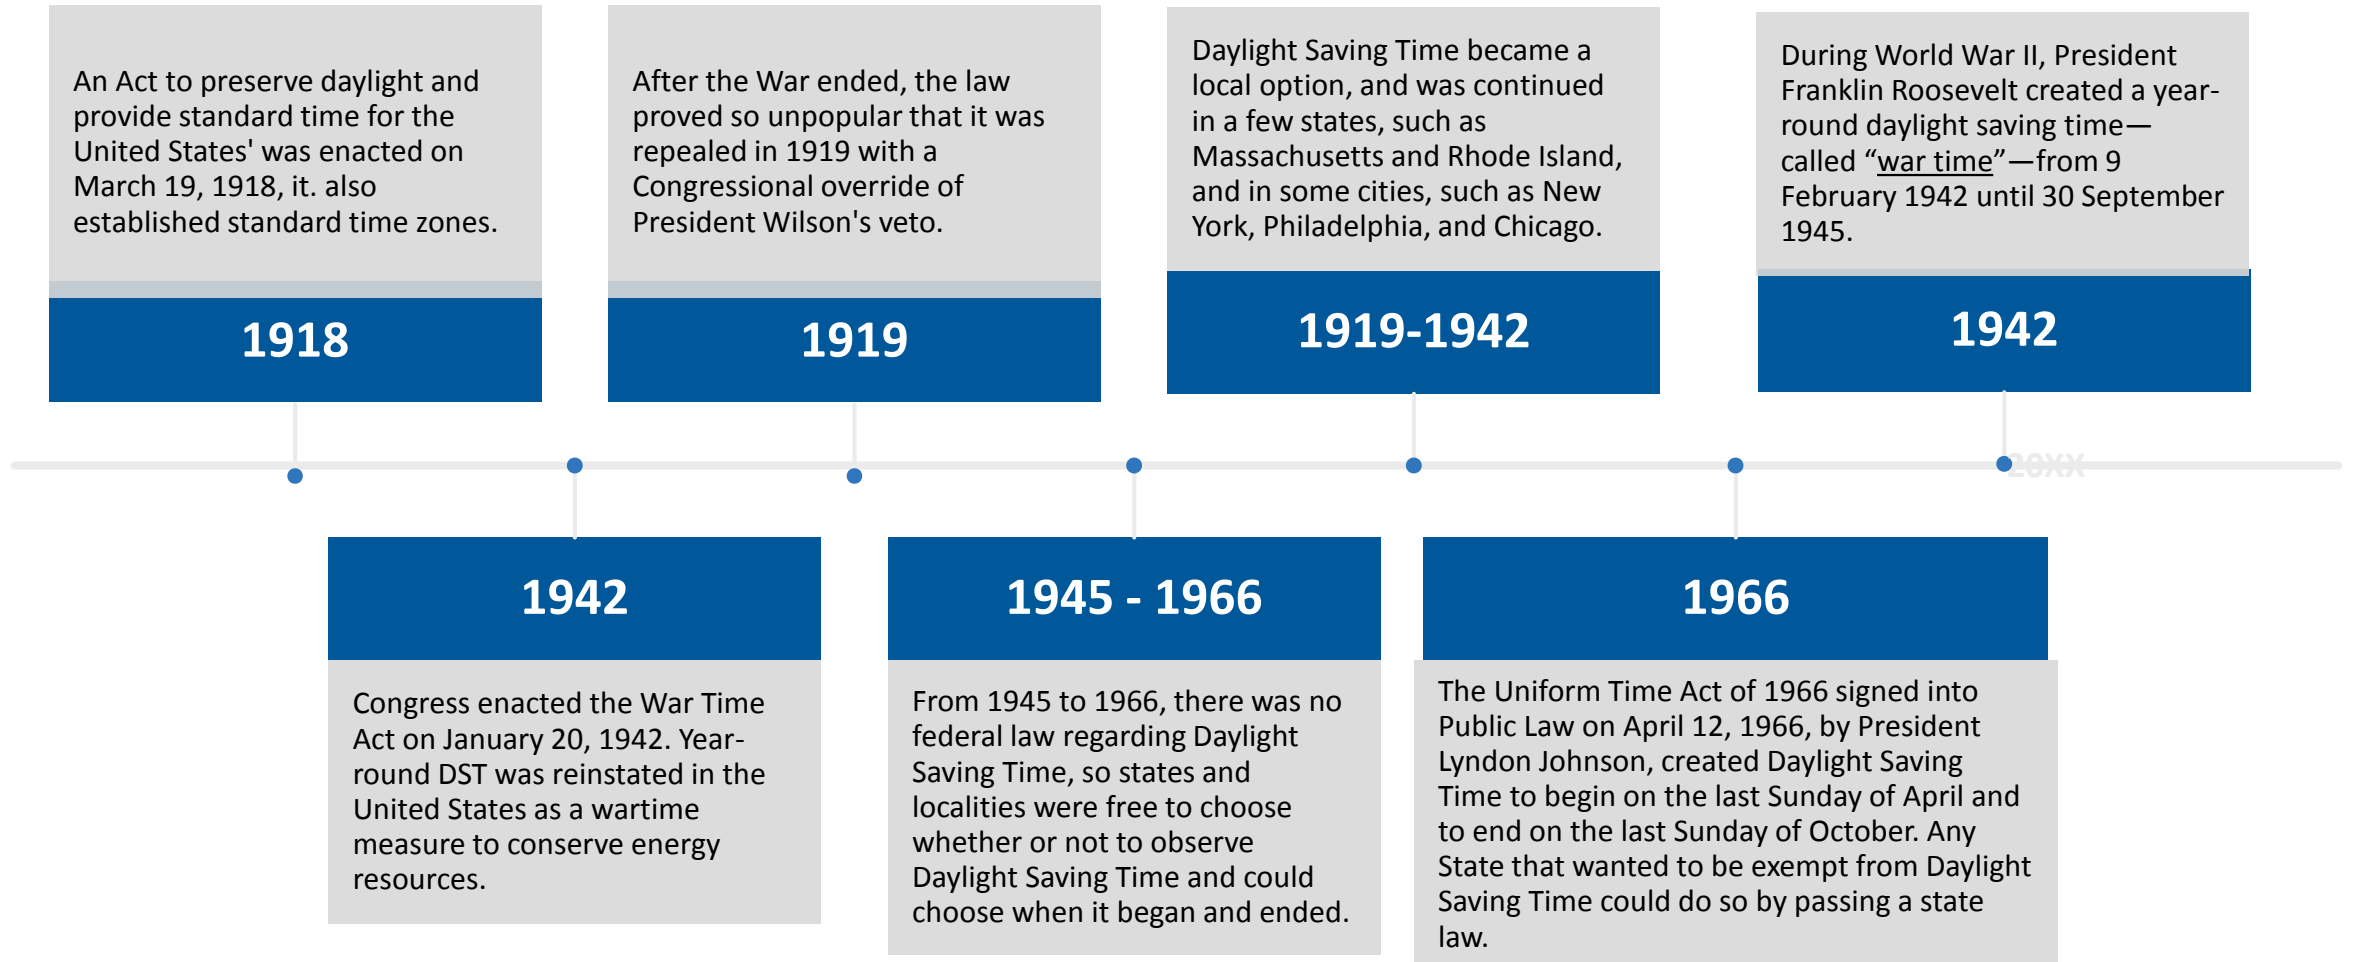 An Act to preserve daylight and
provide standard time for the
United States' was enacted on
March 19, 1918, it. also
established standard time zones.
1918
After the War ended, the law
proved so unpopular that it was
repealed in 1919 with a
Congressional override of
President Wilson's veto.
1919
Daylight Saving Time became a
local option, and was continued
in a few states, such as
Massachusetts and Rhode Island,
and in some cities, such as New
York, Philadelphia, and Chicago.
1919-1942
During World War II, President
Franklin Roosevelt created a year-
round daylight saving time—
called “war time”—from 9
February 1942 until 30 September
1945.
1942
20XX
1942
Congress enacted the War Time
Act on January 20, 1942. Year-
round DST was reinstated in the
United States as a wartime
measure to conserve energy
resources.
1945 - 1966
From 1945 to 1966, there was no
federal law regarding Daylight
Saving Time, so states and
localities were free to choose
whether or not to observe
Daylight Saving Time and could
choose when it began and ended.
1966
The Uniform Time Act of 1966 signed into
Public Law on April 12, 1966, by President
Lyndon Johnson, created Daylight Saving
Time to begin on the last Sunday of April and
to end on the last Sunday of October. Any
State that wanted to be exempt from Daylight
Saving Time could do so by passing a state
law.